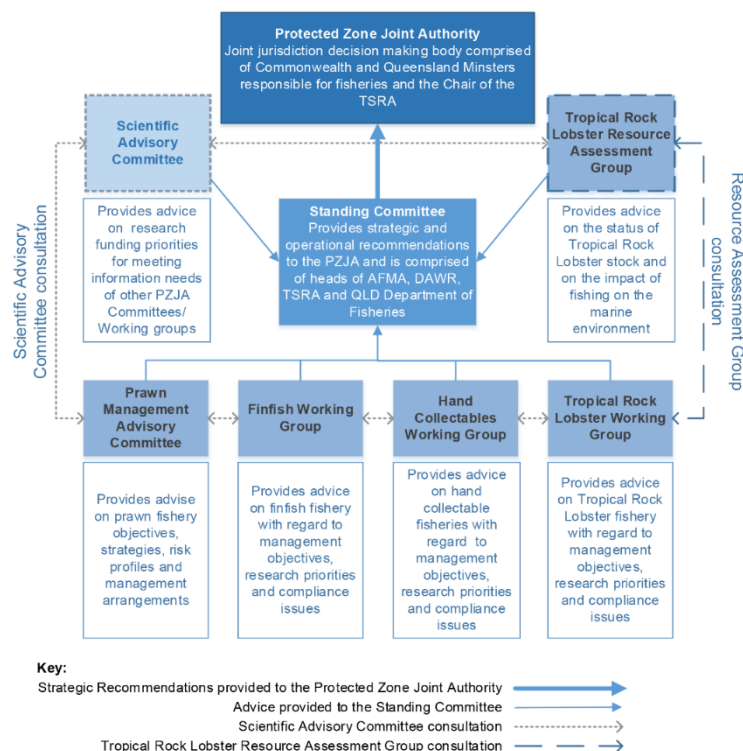 Protected Zone Joint Authority
Joint jurisdiction decision making body comprised
of Commonwealth and Queensland Minsters
responsible for fisheries and the Chair of the
TSRA
Scientific
Advisory
Committee
Tropical Rock
Lobster Resource
Assessment
Group
Provides advice
on research
funding priorities
for meeting
information needs
of other PZJA
Committees/
Working groups
Standing Committee
Provides strategic and
operational recommendations
to the PZJA and is comprised
of heads of AFMA, DAWR,
TSRA and QLD Department of
Fisheries
Provides advice
on the status of
Tropical Rock
Lobster stock and
on the impact of
fishing on the
marine
environment
Scientific Advisory
Committee consultation
Resource Assessment Group
consultation
Prawn
Management
Advisory
Committee
Finfish Working
Group
Hand
Collectables
Working Group
Tropical Rock
Lobster Working
Group
Provides advise
on prawn fishery
objectives,
strategies, risk
profiles and
management
arrangements
Provides advice
on finfish fishery
with regard to
management
objectives,
research priorities
and compliance
issues
Provides advice
on hand
collectable
fisheries with
regard to
management
objectives,
research priorities
and compliance
issues
Provides advice
on Tropical Rock
Lobster fishery
with regard to
management
objectives,
research priorities
and compliance
issues
Key:
Strategic Recommendations provided to the Protected Zone Joint Authority
Advice provided to the Standing Committee
Scientific Advisory Committee consultation
Tropical Rock Lobster Resource Assessment Group consultation